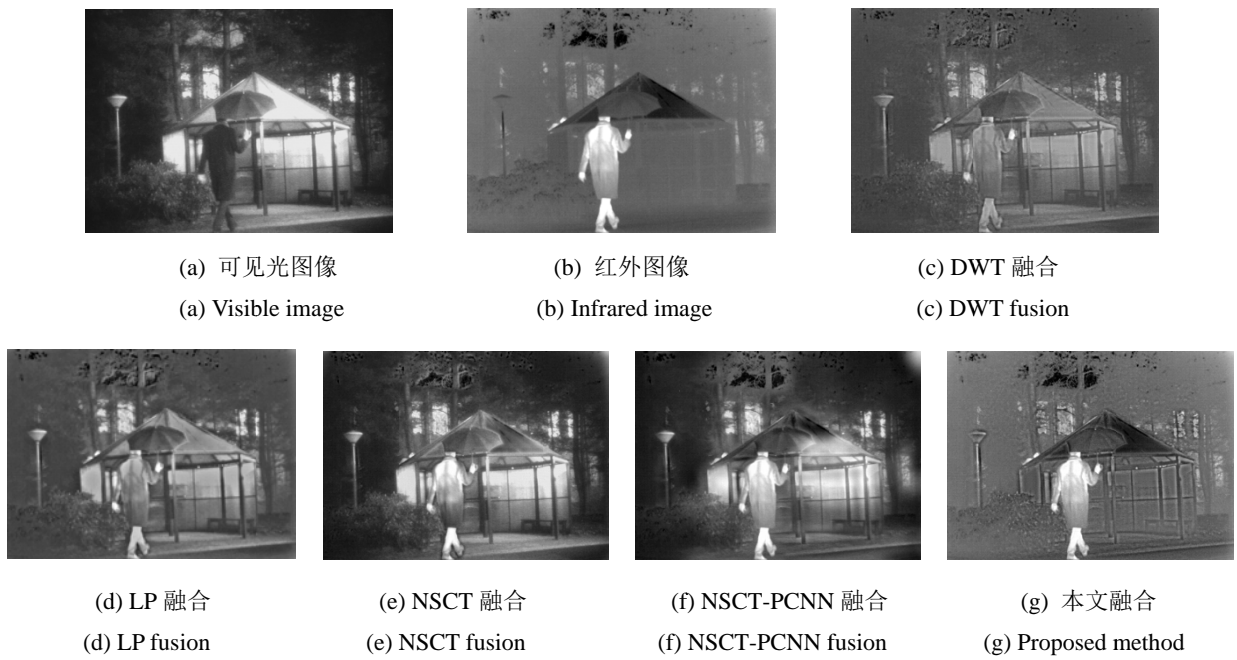 (a) 可见光图像
(b) 红外图像
(c) DWT 融合
(a) Visible image
(b) Infrared image
(c) DWT fusion
(d) LP 融合
(e) NSCT 融合
(f) NSCT-PCNN 融合
(g) 本文融合
(d) LP fusion
(e) NSCT fusion
(f) NSCT-PCNN fusion
(g) Proposed method